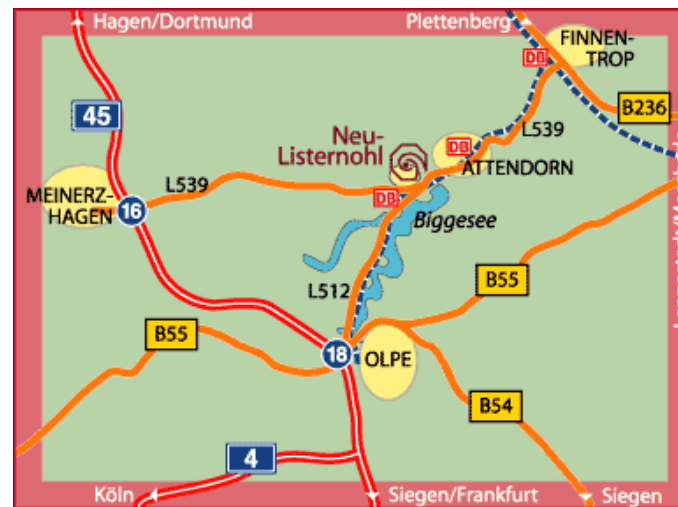 Hagen/Dortmund
Plettenberg
FINNEN-
TROP
DB
B236
45
Neu-
Listernohl
L539
DB
ATTENDORN
MEINERZ-
HAGEN
L539
16
DB
Biggesee
L512
B55
B55
18
OLPE
B54
4
Köln
Siegen/Frankfurt
Siegen